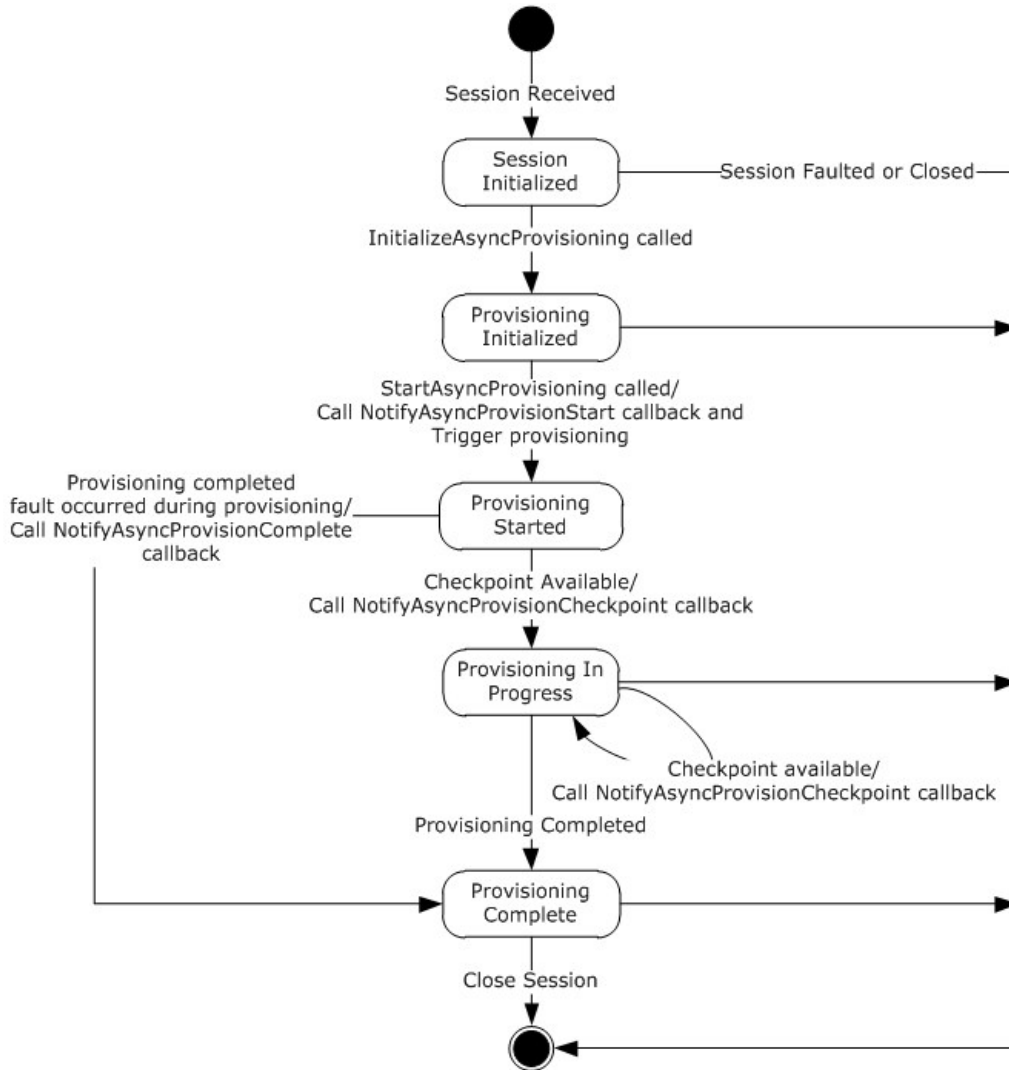 Session Received
Session
Initialized
Session Faulted or Closed
InitializeAsyncProvisioning called
Provisioning
Initialized
StartAsyncProvisioning called/
Call NotifyAsyncProvisionStart callback and
Trigger provisioning
Provisioning completed
fault occurred during provisioning/
Call NotifyAsyncProvisionComplete
callback
Provisioning
Started
Checkpoint Available/
Call NotifyAsyncProvisionCheckpoint callback
Provisioning In
Progress
Checkpoint available/
Call NotifyAsyncProvisionCheckpoint callback
Provisioning Completed
Provisioning
Complete
Close Session